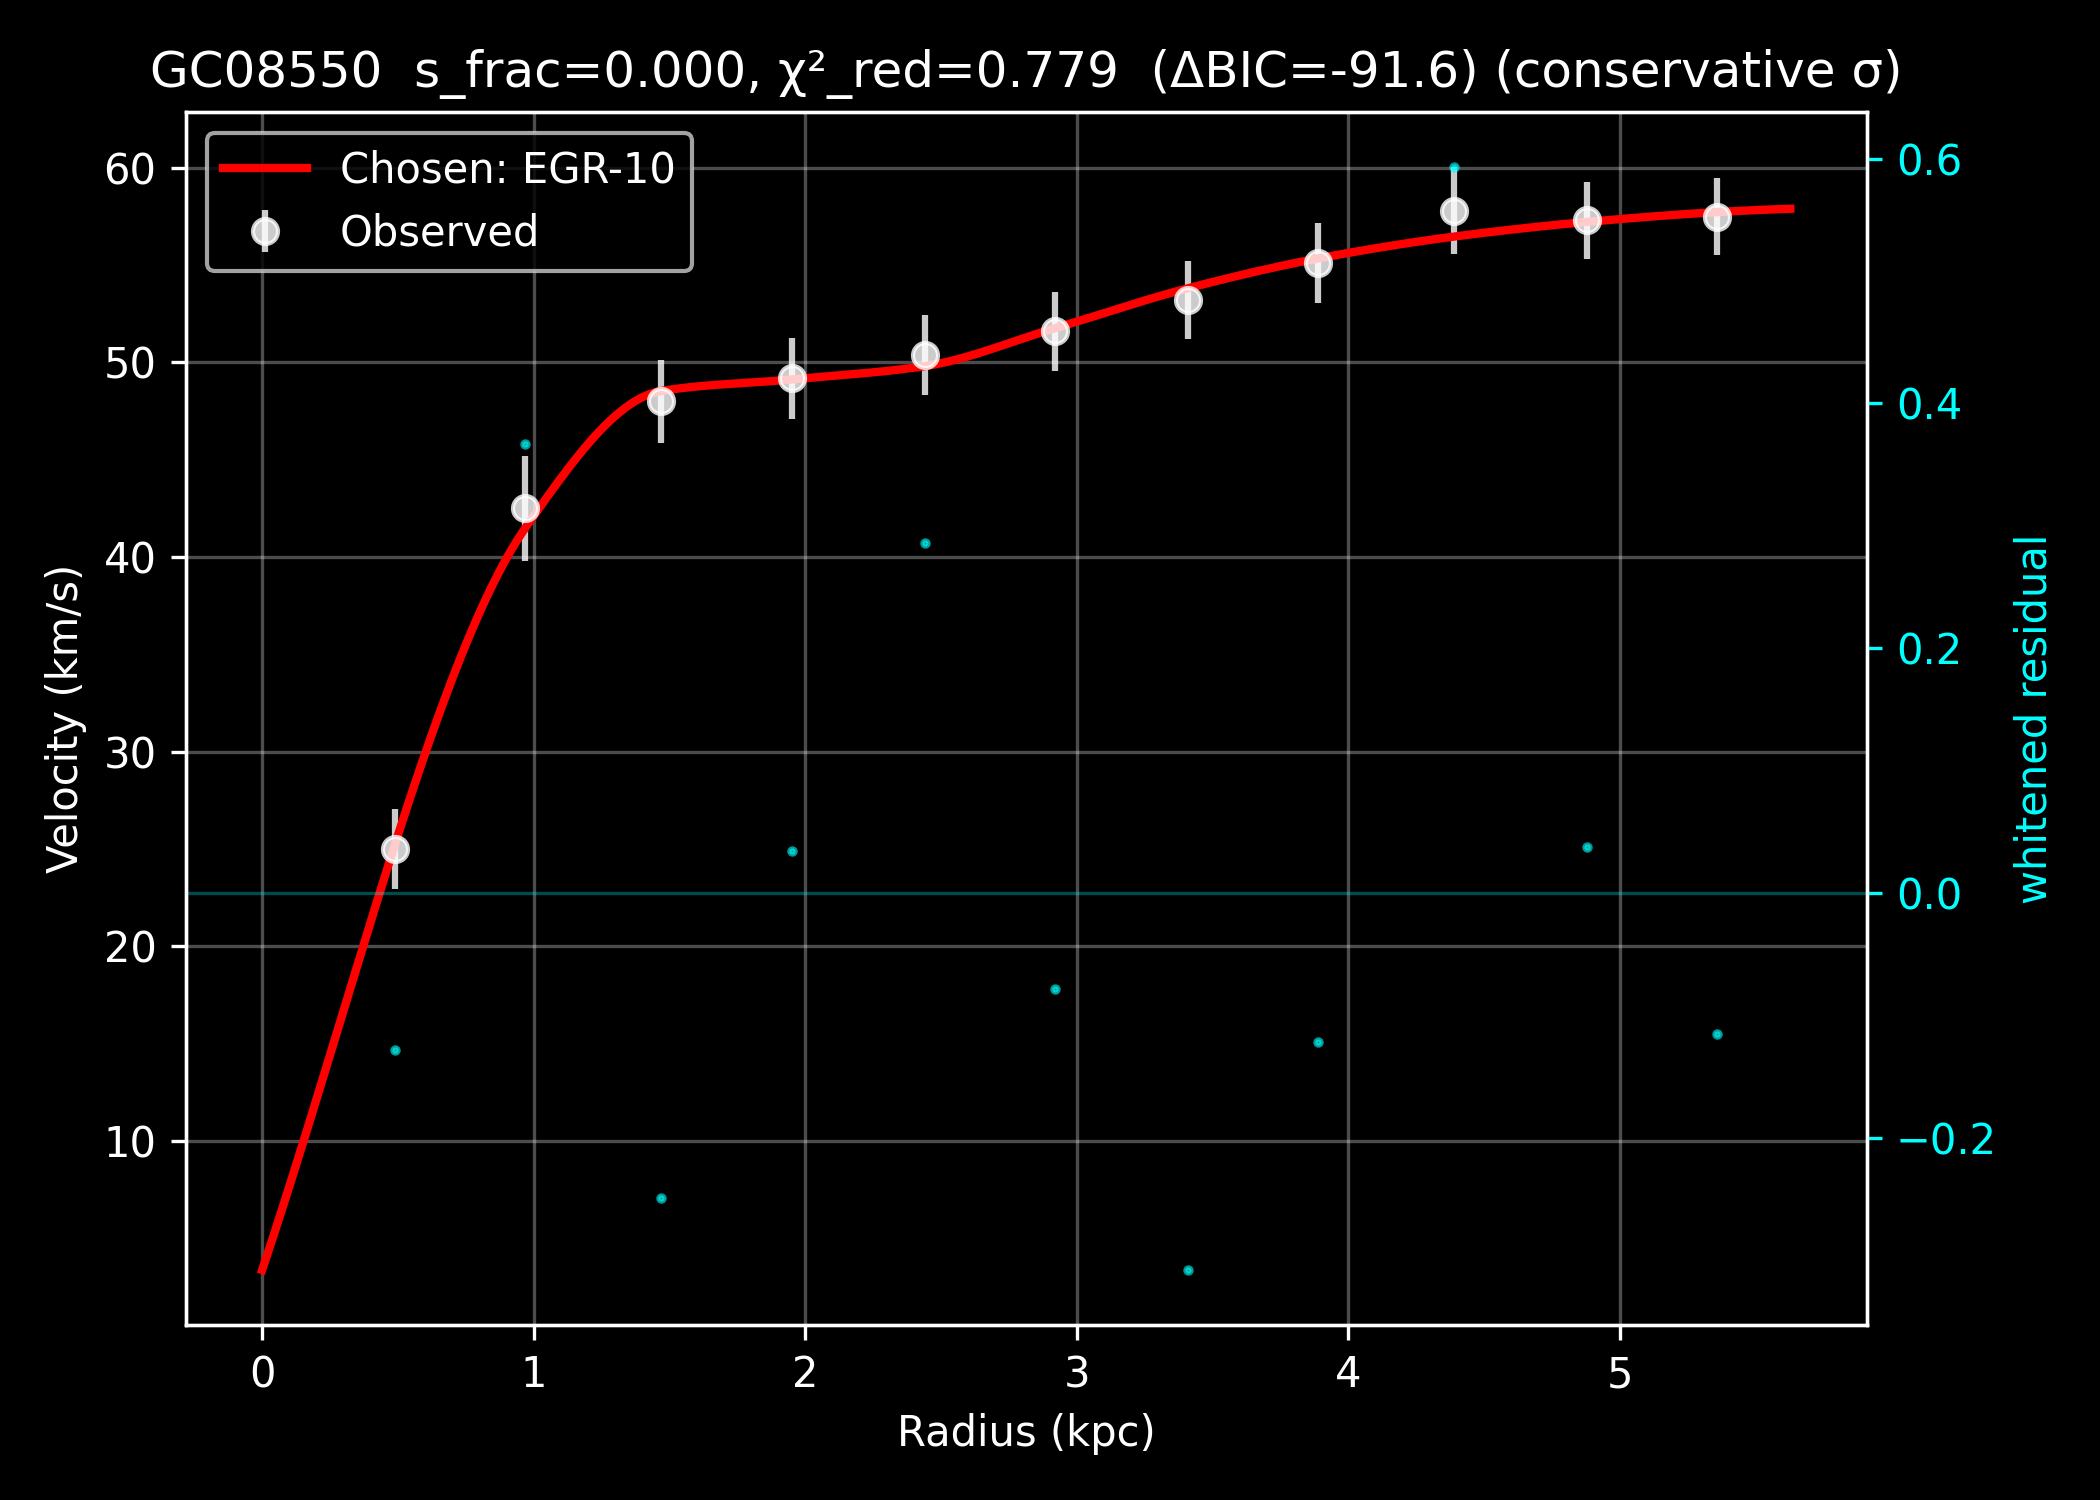 GC08550  s_frac=0.000, χ²_red=0.779  (ΔBIC=-91.6) (conservative σ)
Chosen: EGR-10
Observed
60
50
40
30
20
10
Velocity (km/s)
0.6
0.4
0.2
0.0
−0.2
whitened residual
0
1
2
3
4
5
Radius (kpc)